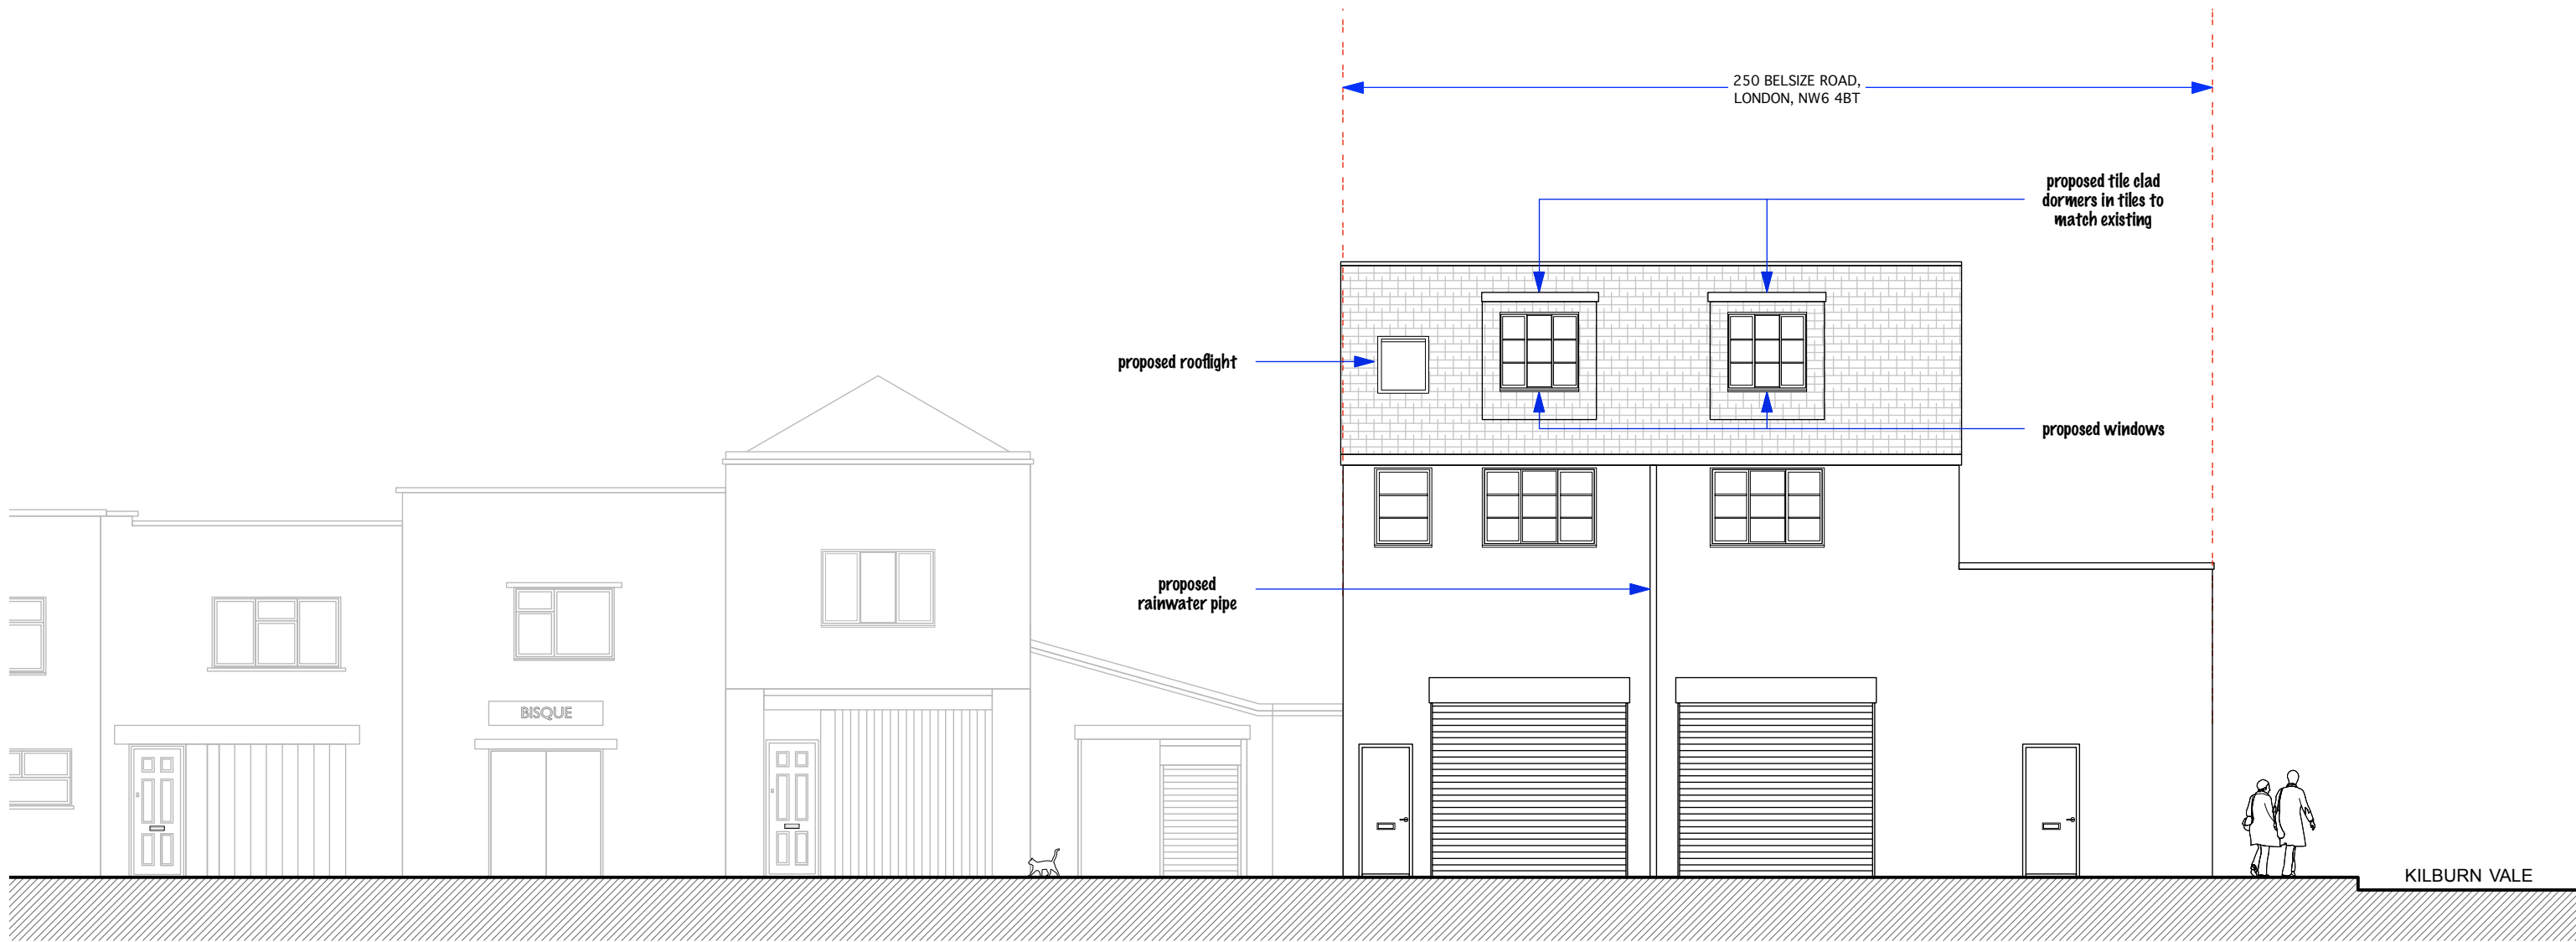 250 BELSIZE ROAD,
LONDON, NW6 4BT
proposed tile clad
dormers in tiles to
match existing
proposed rooflight
proposed windows
proposed
rainwater pipe
BISQUE
KILBURN VALE